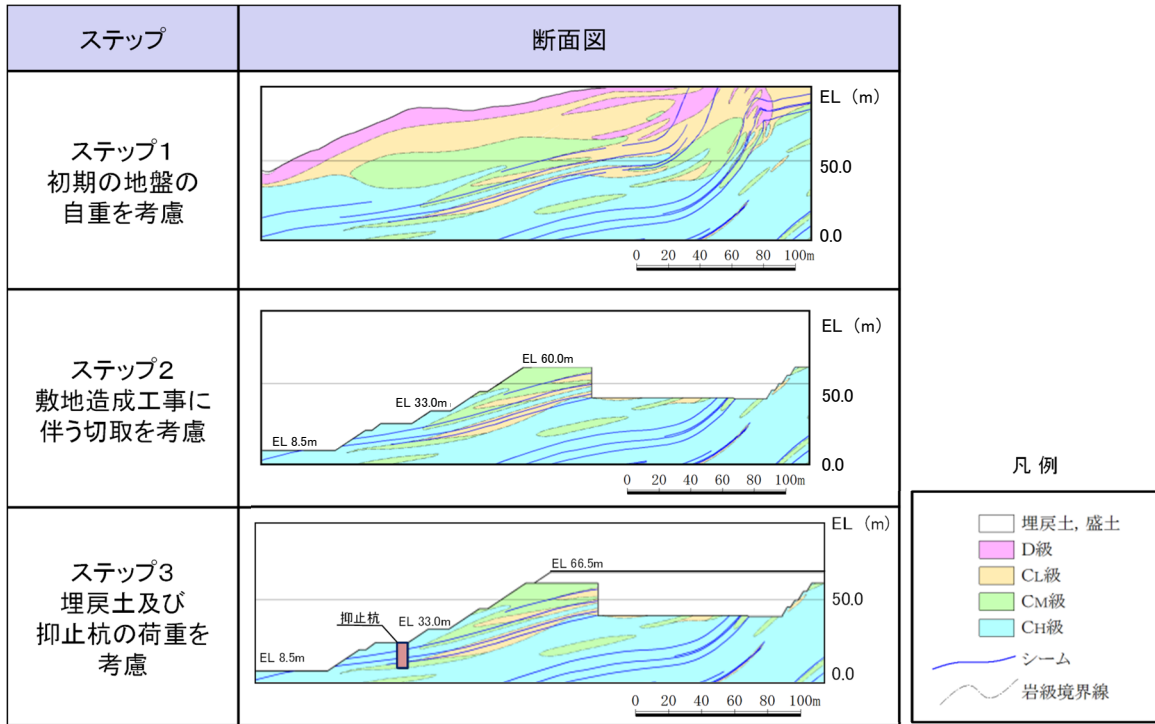 ステップ
断面図
ステップ1
初期の地盤の
自重を考慮
EL (m)
50.0
0.0
0 20 40 60 80 100m
ステップ2
敷地造成工事に
伴う切取を考慮
EL (m)
EL 60.0m
EL 33.0m
50.0
EL 8.5m
0.0
0 20 40 60 80 100m
ステップ3
埋戻土及び
抑止杭の荷重を
考慮
EL (m)
EL 66.5m
50.0
抑止杭
EL 33.0m
EL 8.5m
0.0
0 20 40 60 80 100m
凡例
埋戻土, 盛土
D級
CL級
CM級
CH級
シーム
岩級境界線